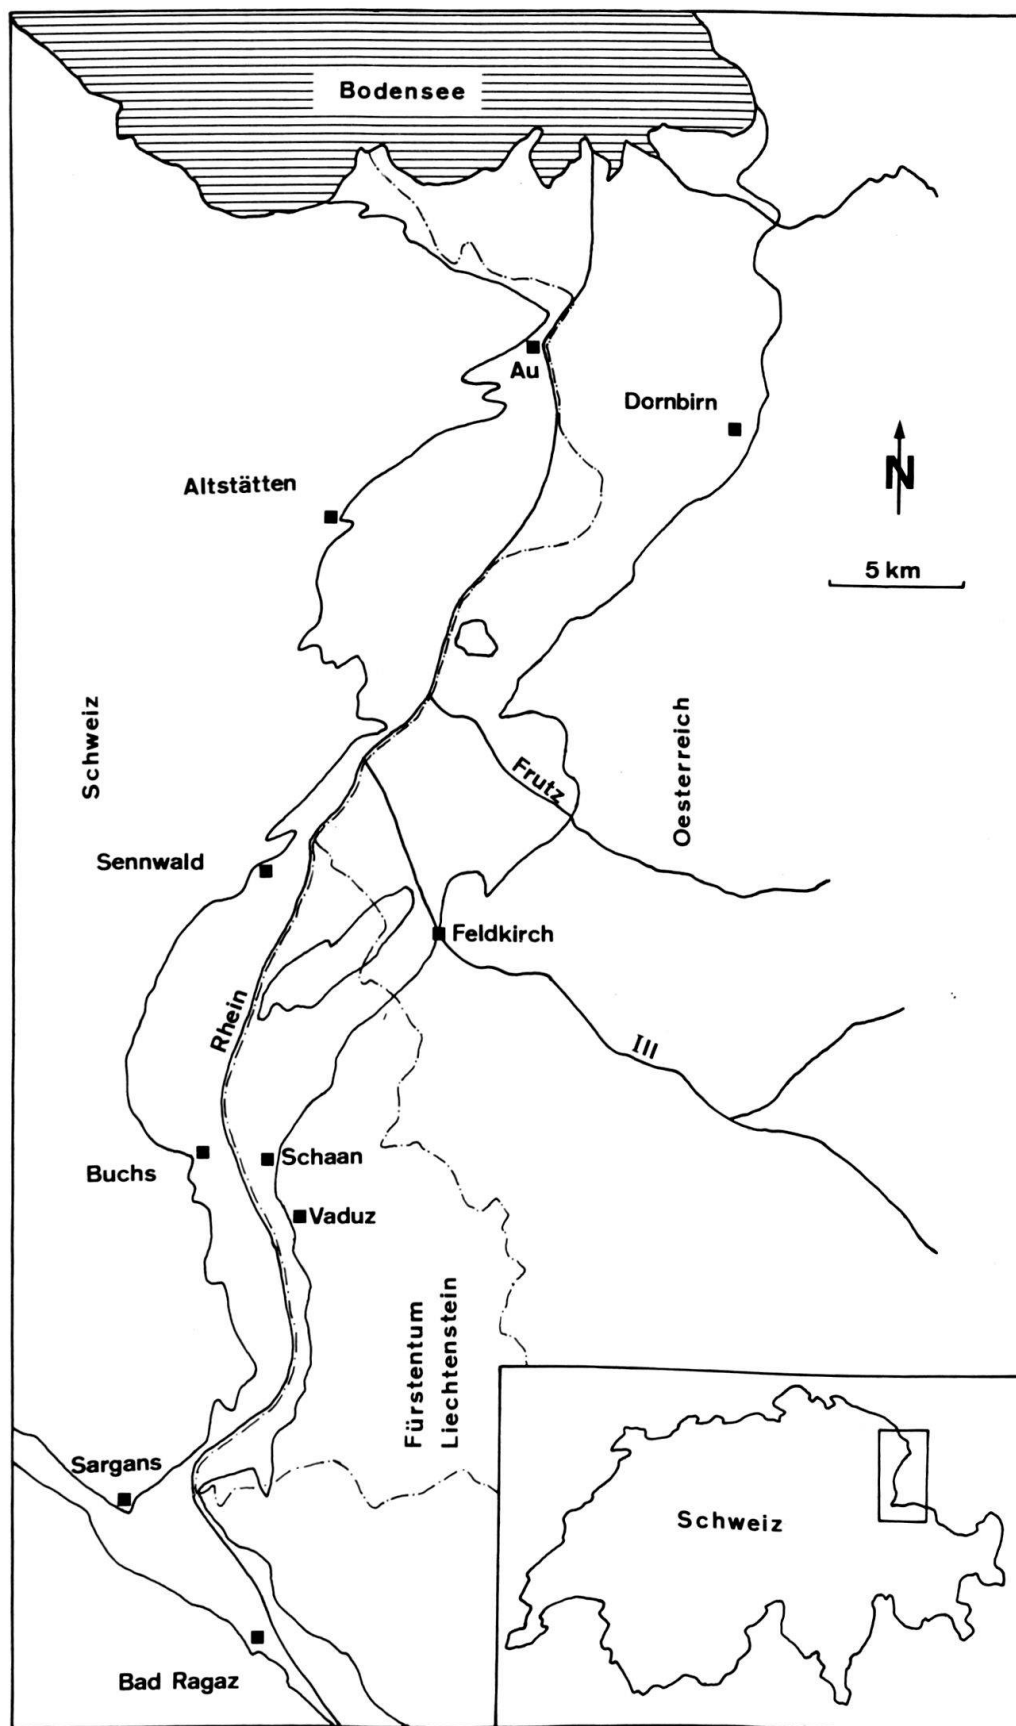 Bodensee
Au
Dornbirn
Altstätten
N
5 km
Schweiz
Oesterreich
Frutz
Sennwald
Feldkirch
Rhein
Ill
Schaan
Buchs
Vaduz
Fürstentum
Liechtenstein
Sargans
Schweiz
Bad Ragaz